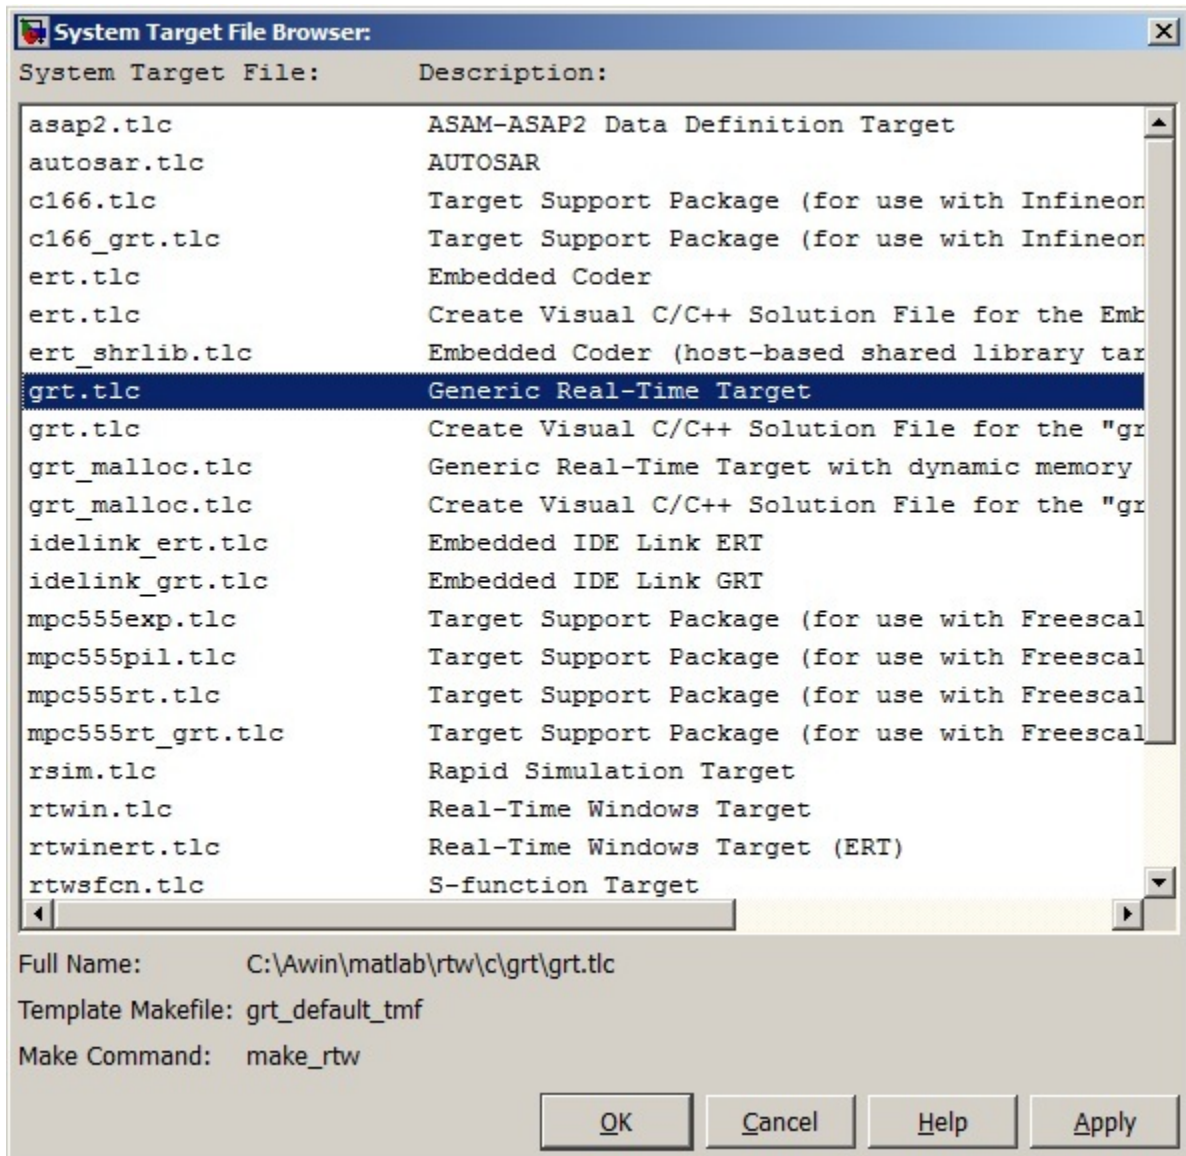 System Target File Browser:
System Target File: Description:
asap2.tlc ASAM-ASAP2 Data Definition Target
autosar.tlc AUTOSAR
c166.tlc Target Support Package (for use with Infineon
c166_grt.tlc Target Support Package (for use with Infineon
ert.tlc Embedded Coder
ert.tlc Create Visual C/C++ Solution File for the Emb
ert_shrlib.tlc Embedded Coder (host-based shared library tar
grt.tlc Generic Real-Time Target
grt.tlc Create Visual C/C++ Solution File for the "gr
grt_malloc.tlc Generic Real-Time Target with dynamic memory
grt_malloc.tlc Create Visual C/C++ Solution File for the "gr
idelink_ert.tlc Embedded IDE Link ERT
idelink_grt.tlc Embedded IDE Link GRT
mpc555exp.tlc Target Support Package (for use with Freescal
mpc555pil.tlc Target Support Package (for use with Freescal
mpc555rt.tlc Target Support Package (for use with Freescal
mpc555rt_grt.tlc Target Support Package (for use with Freescal
rsim.tlc Rapid Simulation Target
rtwin.tlc Real-Time Windows Target
rtwinert.tlc Real-Time Windows Target (ERT)
rtwsfcn.tlc S-function Target
Full Name: C:\Awin\matlab\rtw\c\grt\grt.tlc
Template Makefile: grt_default_tmf
Make Command: make_rtw
OK Cancel Help Apply